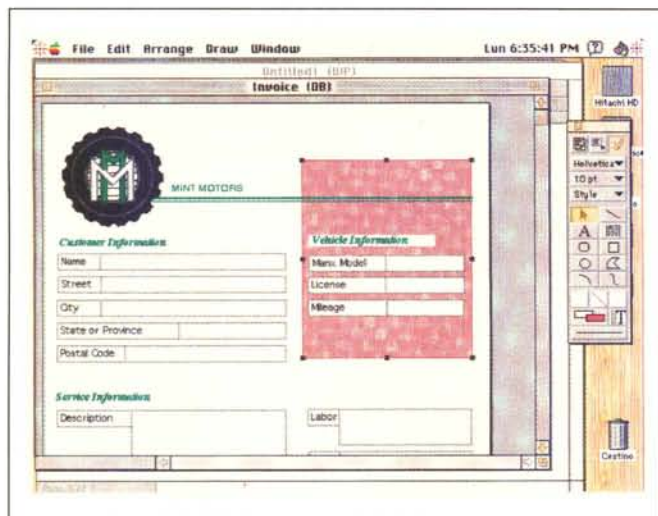 File Edit Arrange Draw Window Lun 6:35:41 PM
Untitled1 (WP)
Invoice (DB)
Hitachi HD
MINT MOTORS
Helvetica
10 pt
Style
Customer Information
Vehicle Information
Name
Manu. Model
Street
License
City
Mileage
State or Province
Postal Code
Service Information
Description
Labor
Cestino